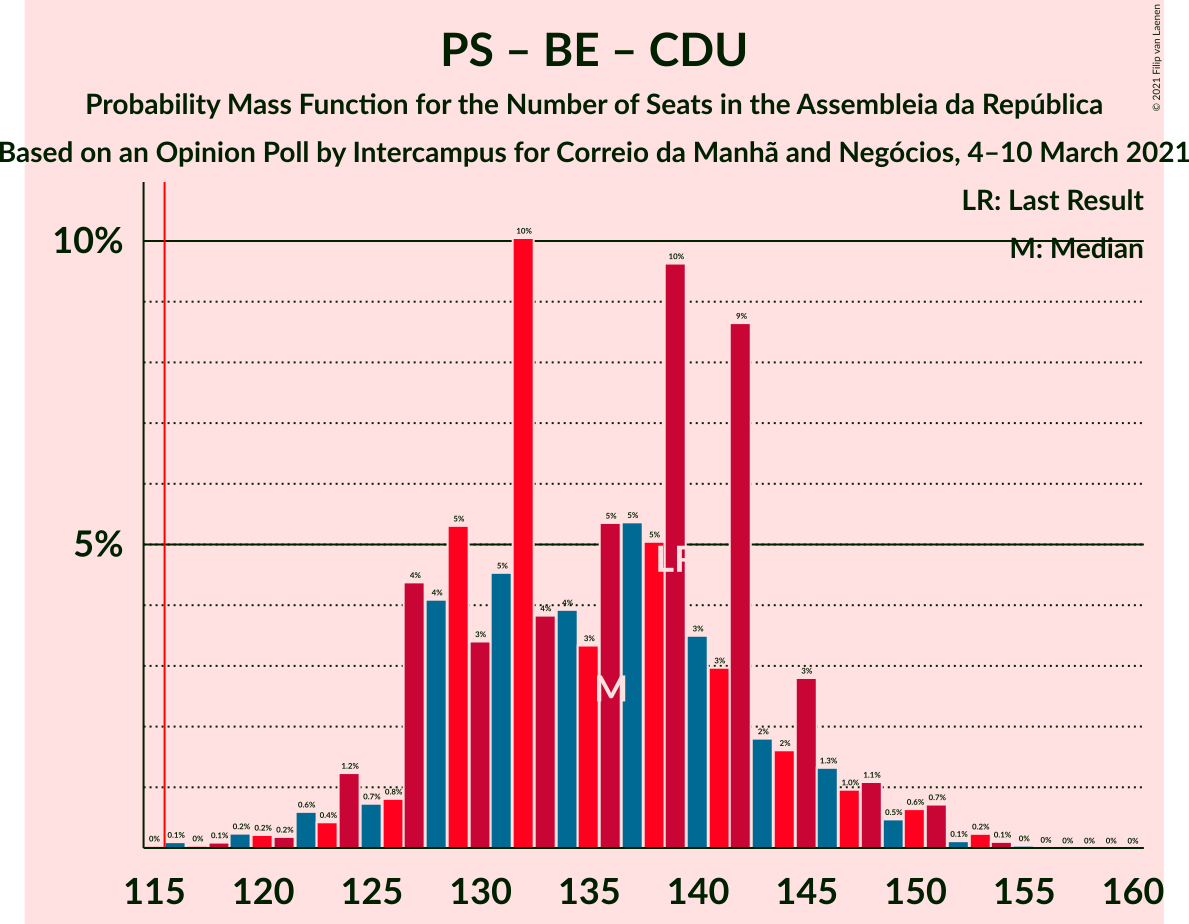 PS – BE – CDU
Probability Mass Function for the Number of Seats in the Assembleia da República
Based on an Opinion Poll by Intercampus for Correio da Manhã and Negócios, 4–10 March 2021
© 2021 Filip van Laenen
LR: Last Result
M: Median
10%
5%
0% 0.1% 0% 0.1% 0.2% 0.2% 0.2% 0.6% 0.4% 1.2% 0.7% 0.8% 4% 4% 5% 3% 5% 10% 4% 4% 3% 5% 5% 5% 10% 3% 3% 9% 2% 2% 3% 1.3% 1.0% 1.1% 0.5% 0.6% 0.7% 0.1% 0.2% 0.1% 0% 0% 0% 0% 0% 0%
LR
M
115 120 125 130 135 140 145 150 155 160